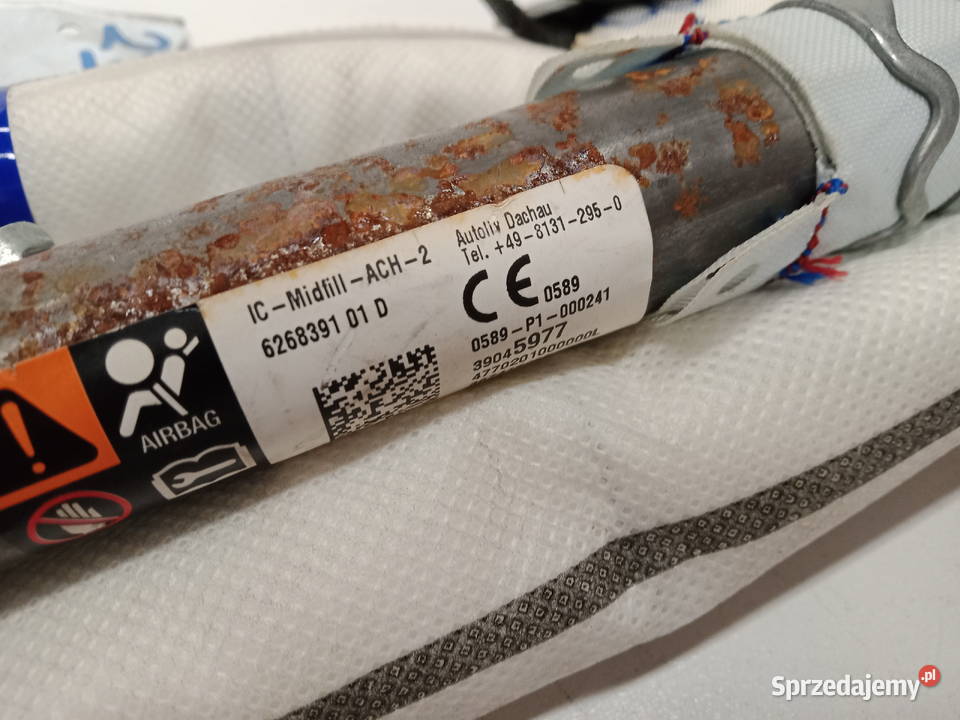 IC-Midfill-ACH-2
6268391 01 D
Autoliv Dachau
Tel. +49-8131-295-0
CE 0589
0589-P1-000241
39045977
47702010000000L
AIRBAG
Sprzedajemy.pl